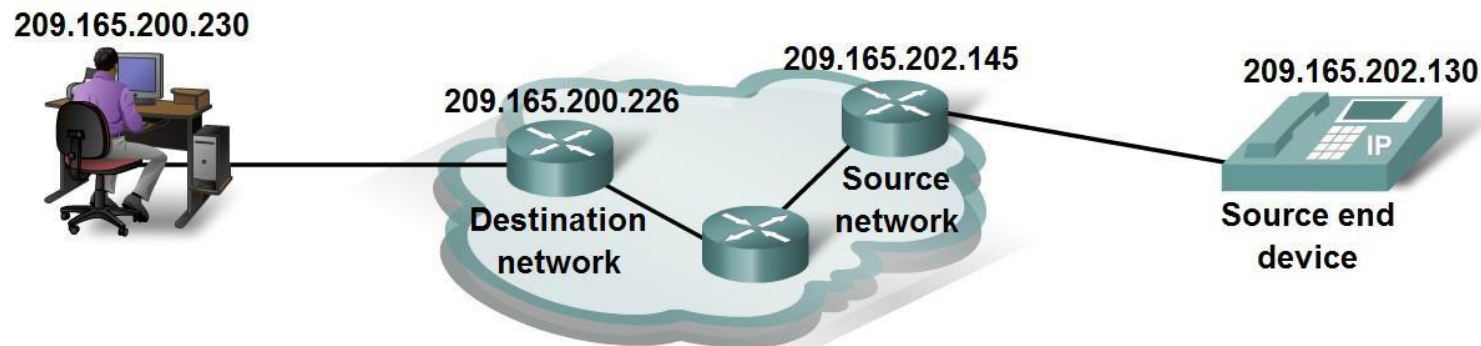 209.165.200.230
209.165.200.226
209.165.202.145
209.165.202.130
IP
Destination
network
Source
network
Source end
device